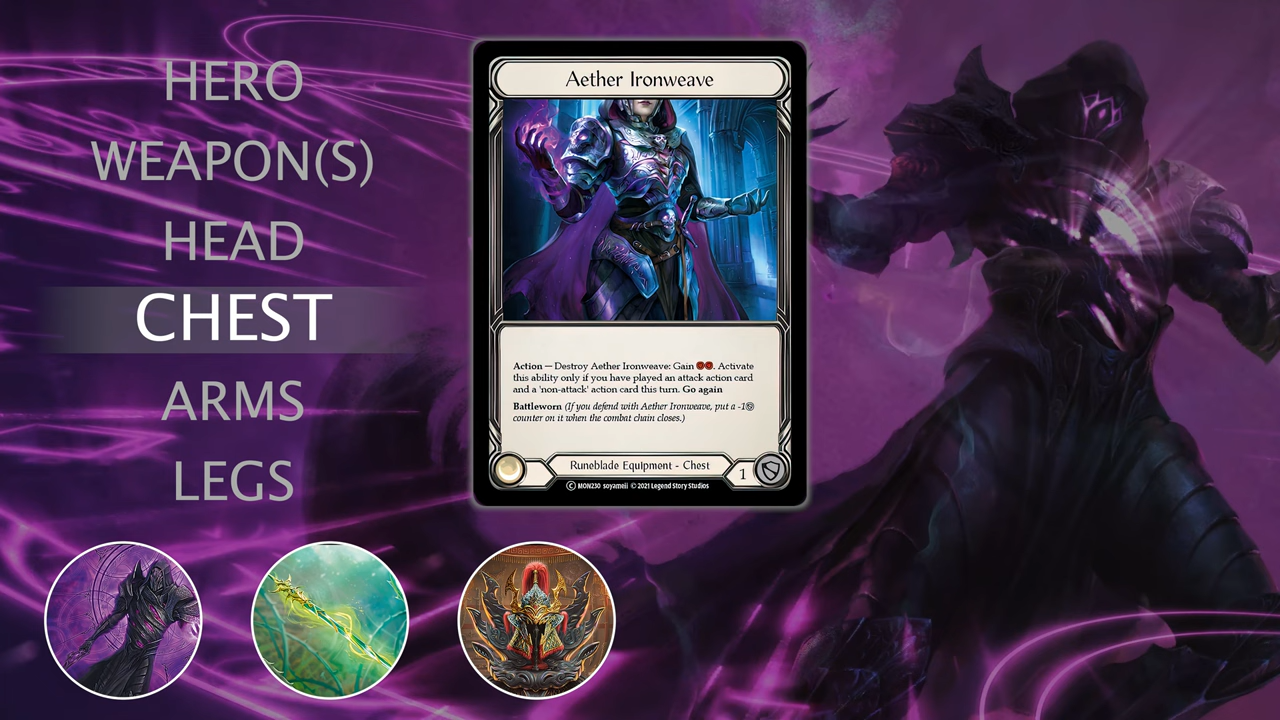 HERO
WEAPON(S)
HEAD
CHEST
ARMS
LEGS
Aether Ironweave
Action — Destroy Aether Ironweave: Gain . Activate
this ability only if you have played an attack action card
and a 'non-attack' action card this turn. Go again
Battleworn (If you defend with Aether Ironweave, put a -1
counter on it when the combat chain closes.)
Runeblade Equipment - Chest
1
© MON230 soyameii © 2021 Legend Story Studios